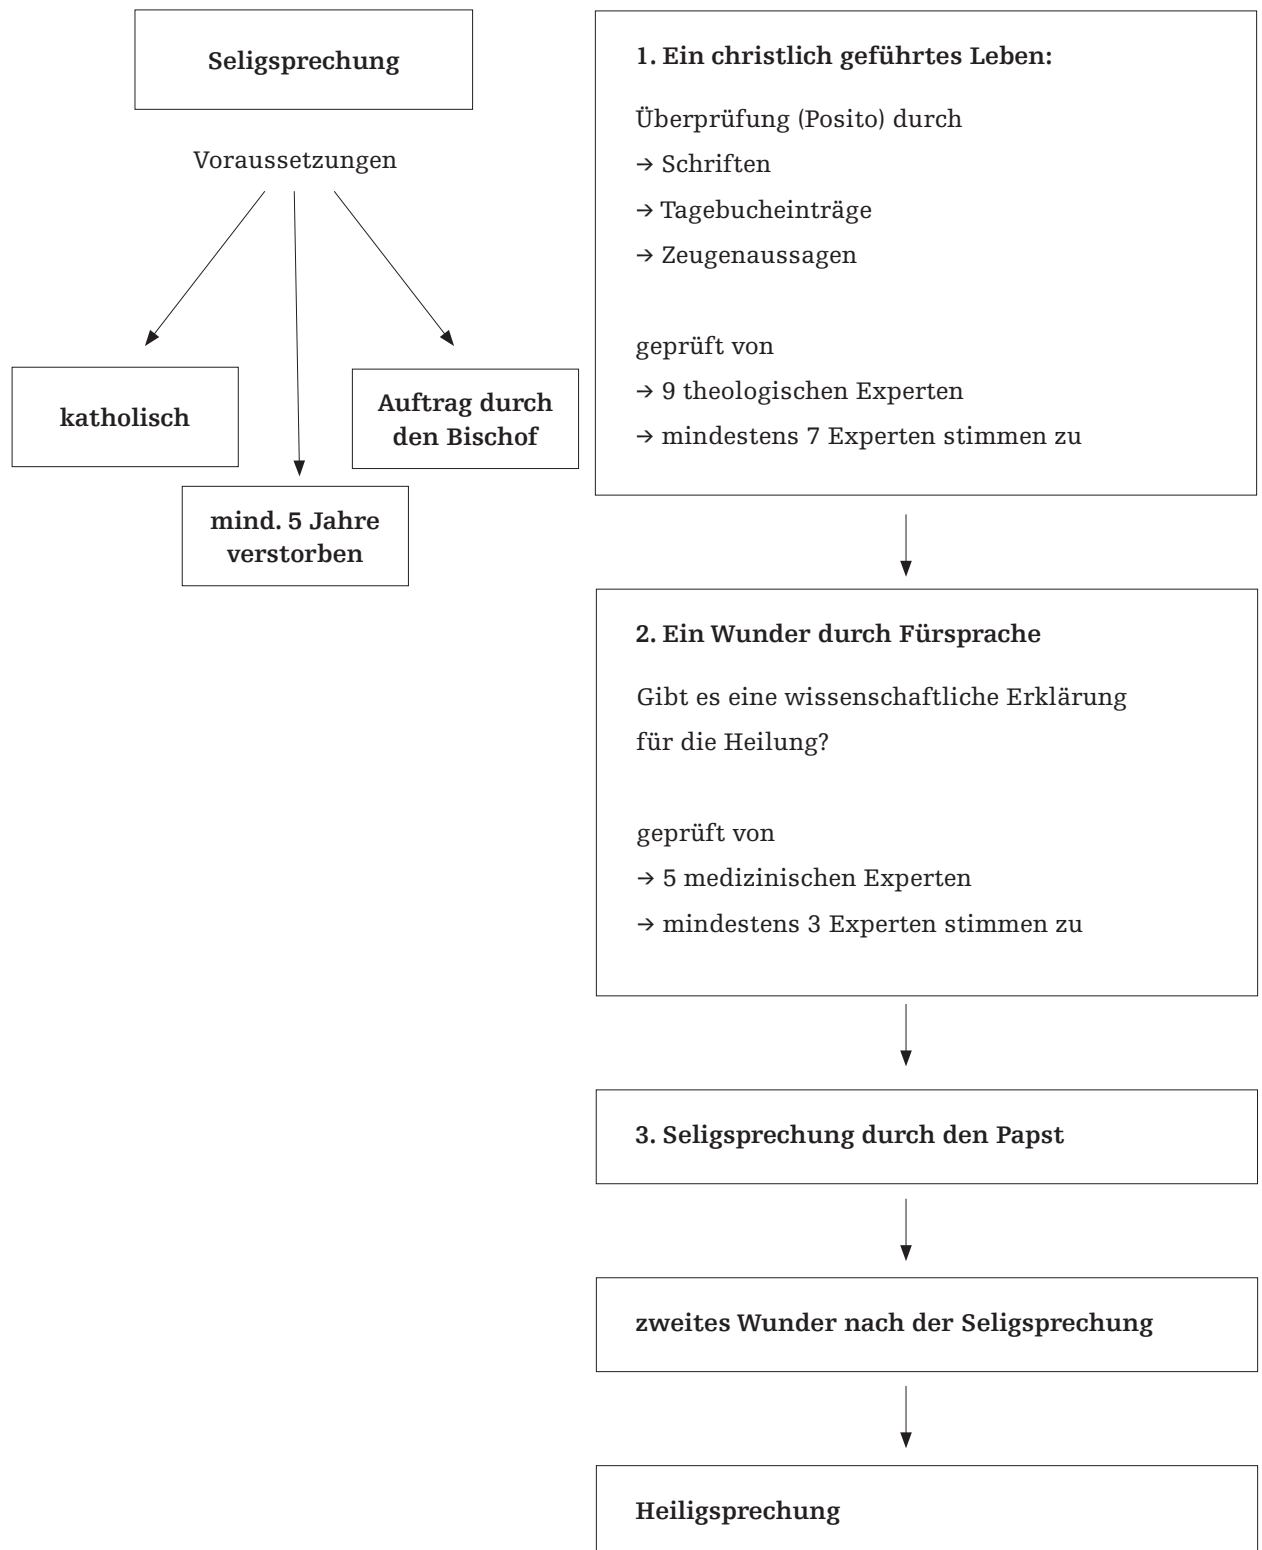 Seligsprechung
Voraussetzungen
katholisch
Auftrag durch
den Bischof
mind. 5 Jahre
verstorben
1. Ein christlich geführtes Leben:
Überprüfung (Posito) durch
→ Schriften
→ Tagebucheinträge
→ Zeugenaussagen
geprüft von
→ 9 theologischen Experten
→ mindestens 7 Experten stimmen zu
2. Ein Wunder durch Fürsprache
Gibt es eine wissenschaftliche Erklärung
für die Heilung?
geprüft von
→ 5 medizinischen Experten
→ mindestens 3 Experten stimmen zu
3. Seligsprechung durch den Papst
zweites Wunder nach der Seligsprechung
Heiligsprechung